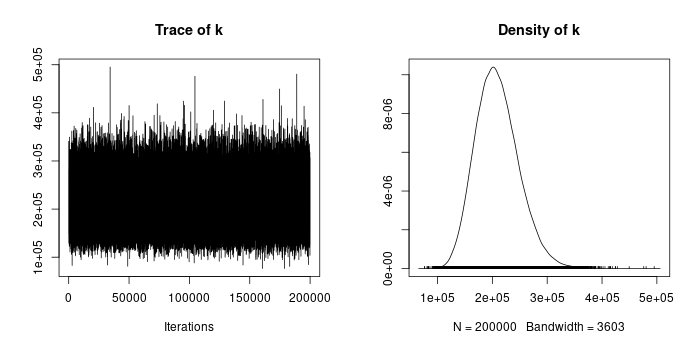 Trace of k
5e+05
4e+05
3e+05
2e+05
1e+05
0
50000
100000
150000
200000
Iterations
Density of k
8e-06
4e-06
0e+00
1e+05
2e+05
3e+05
4e+05
5e+05
N = 200000 Bandwidth = 3603